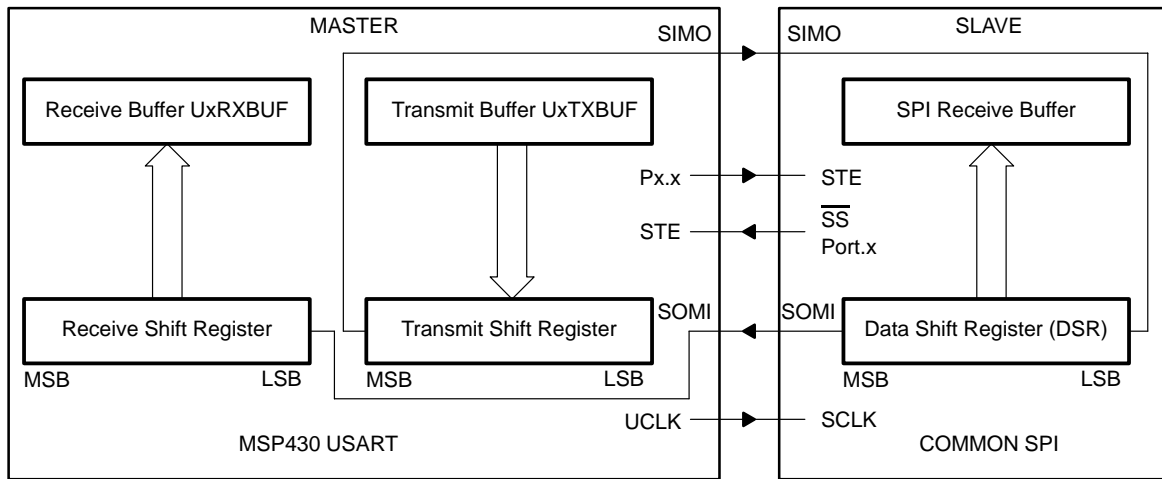 MASTER
SIMO
SIMO
SLAVE
Receive Buffer UxRXBUF
Transmit Buffer UxTXBUF
SPI Receive Buffer
Px.x
STE
STE
SS
Port.x
Receive Shift Register
Transmit Shift Register
SOMI
SOMI
Data Shift Register (DSR)
MSB
LSB
MSB
LSB
MSB
LSB
UCLK
SCLK
MSP430 USART
COMMON SPI